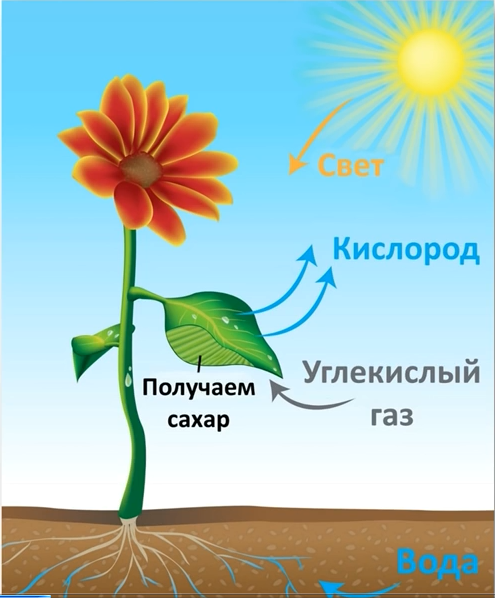 Свет
Кислород
Углекислый
газ
Получаем
сахар
Вода